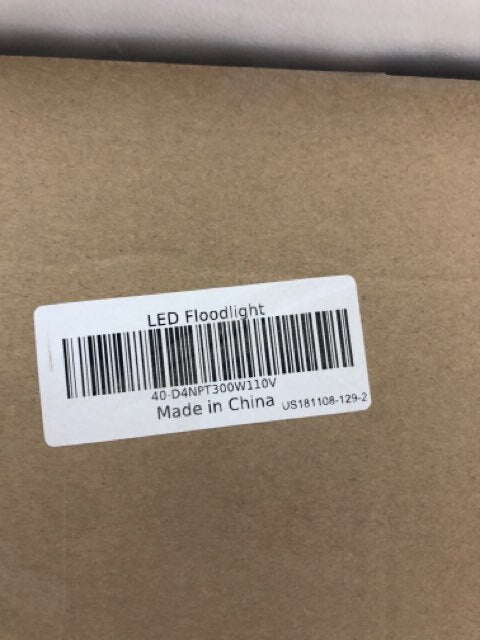 LED Floodlight
40-D4NPT300W110V
Made in China US181108-129-2